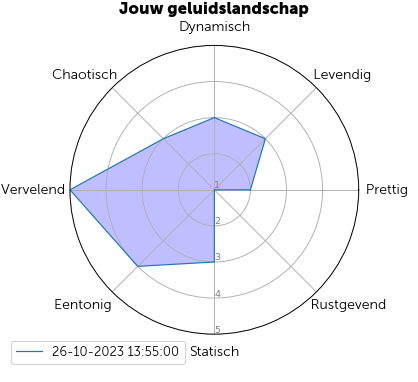 Jouw geluidslandschap
Dynamisch
Chaotisch
Levendig
Vervelend
1
Prettig
2
3
4
Eentonig
Rustgevend
5
26-10-2023 13:55:00
Statisch